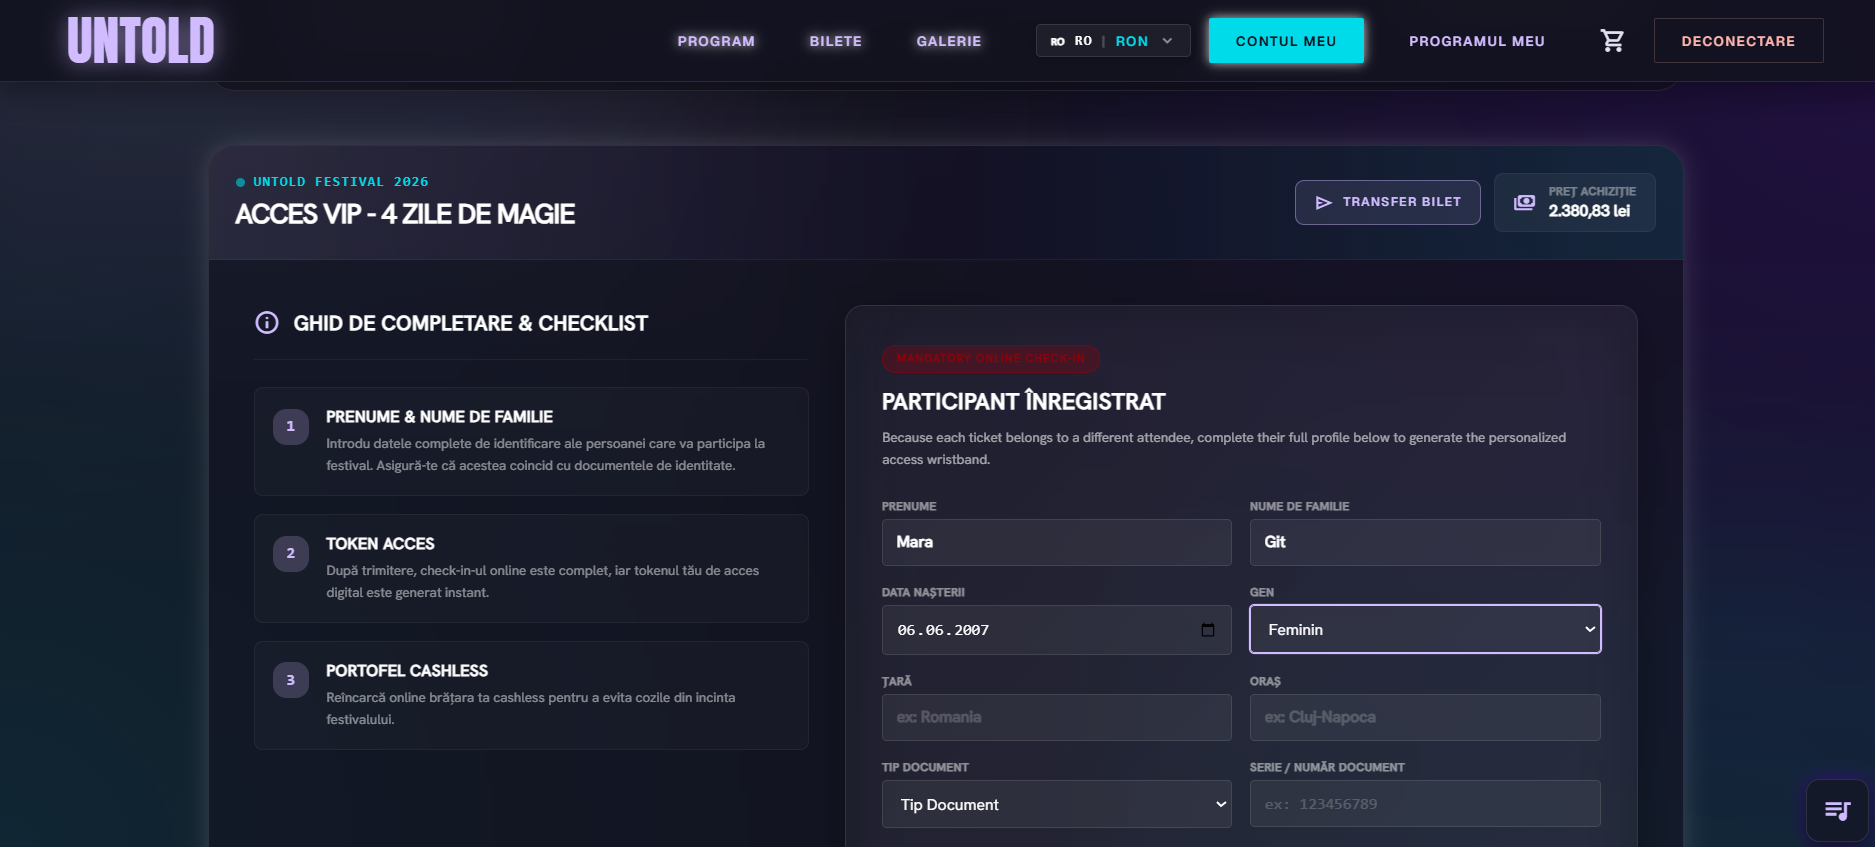 UNTOLD
PROGRAM
BILETE
GALERIE
RO RO | RON
CONTUL MEU
PROGRAMUL MEU
DECONECTARE
UNTOLD FESTIVAL 2026
ACCES VIP - 4 ZILE DE MAGIE
TRANSFER BILET
PREȚ ACHIZIȚIE
2.380,83 lei
GHID DE COMPLETARE & CHECKLIST
1
PRENUME & NUME DE FAMILIE
Introdu datele complete de identificare ale persoanei care va participa la
festival. Asigură-te că acestea coincid cu documentele de identitate.
2
TOKEN ACCES
După trimitere, check-in-ul online este complet, iar tokenul tău de acces
digital este generat instant.
3
PORTOFEL CASHLESS
Reîncarcă online brățara ta cashless pentru a evita cozile din incinta
festivalului.
MANDATORY ONLINE CHECK-IN
PARTICIPANT ÎNREGISTRAT
Because each ticket belongs to a different attendee, complete their full profile below to generate the personalized
access wristband.
PRENUME
Mara
NUME DE FAMILIE
Git
DATA NAȘTERII
06.06.2007
GEN
Feminin
ȚARĂ
ex: Romania
ORAȘ
ex: Cluj-Napoca
TIP DOCUMENT
Tip Document
SERIE / NUMĂR DOCUMENT
ex: 123456789